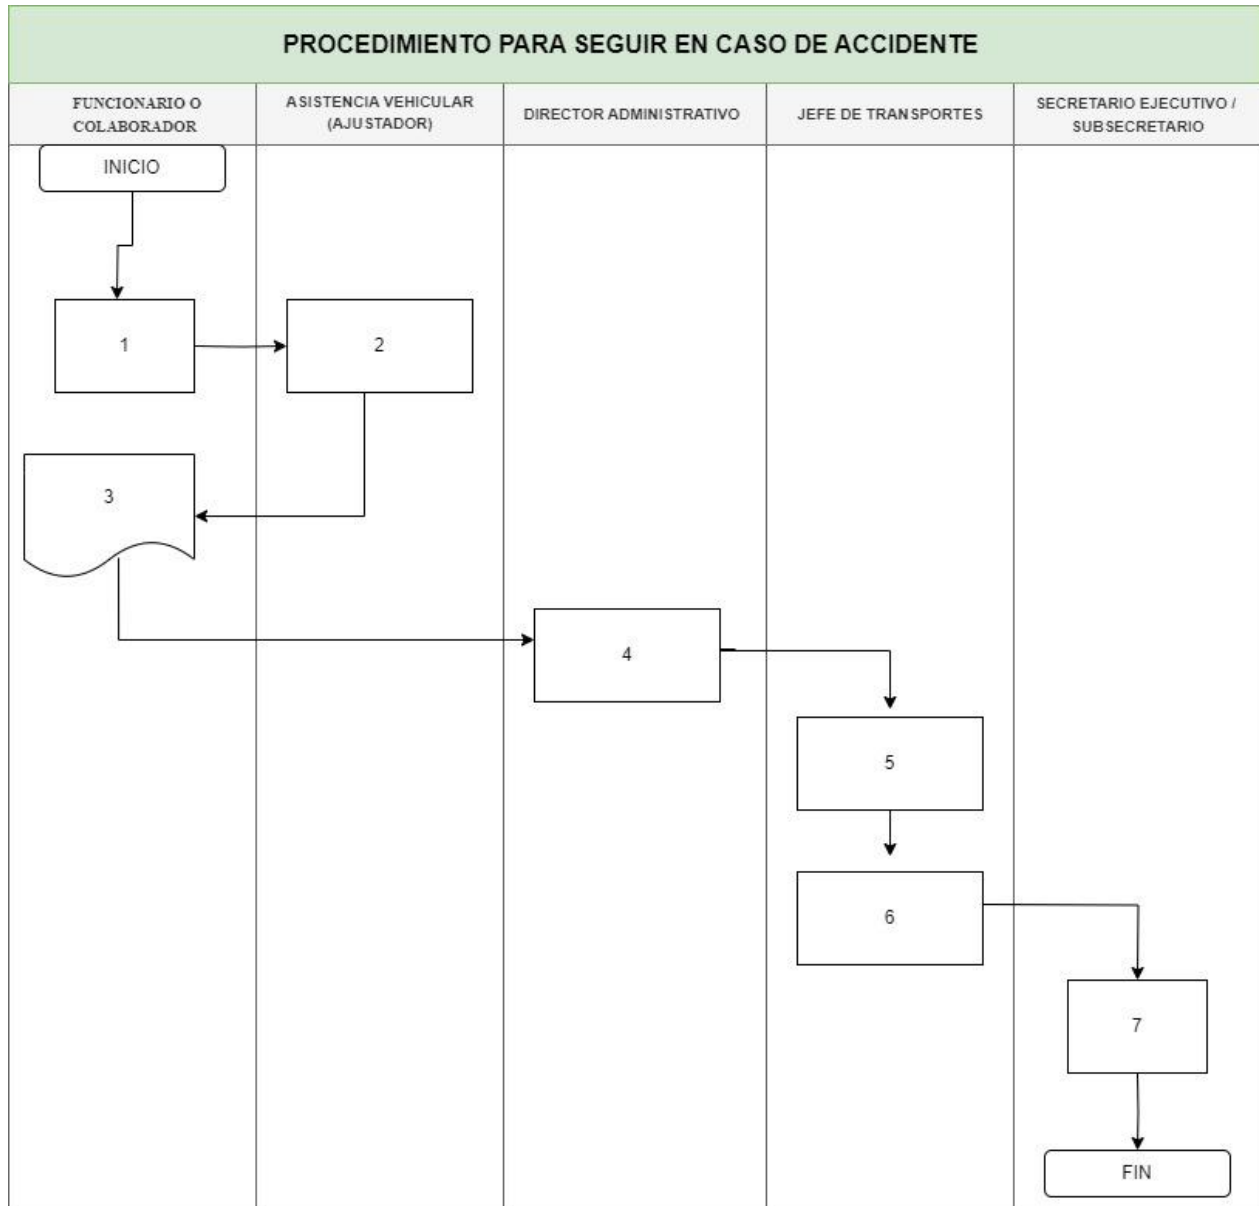 PROCEDIMIENTO PARA SEGUIR EN CASO DE ACCIDENTE
FUNCIONARIO O
COLABORADOR
ASISTENCIA VEHICULAR
(AJUSTADOR)
DIRECTOR ADMINISTRATIVO
JEFE DE TRANSPORTES
SECRETARIO EJECUTIVO /
SUBSECRETARIO
INICIO
1
2
3
4
5
6
7
FIN